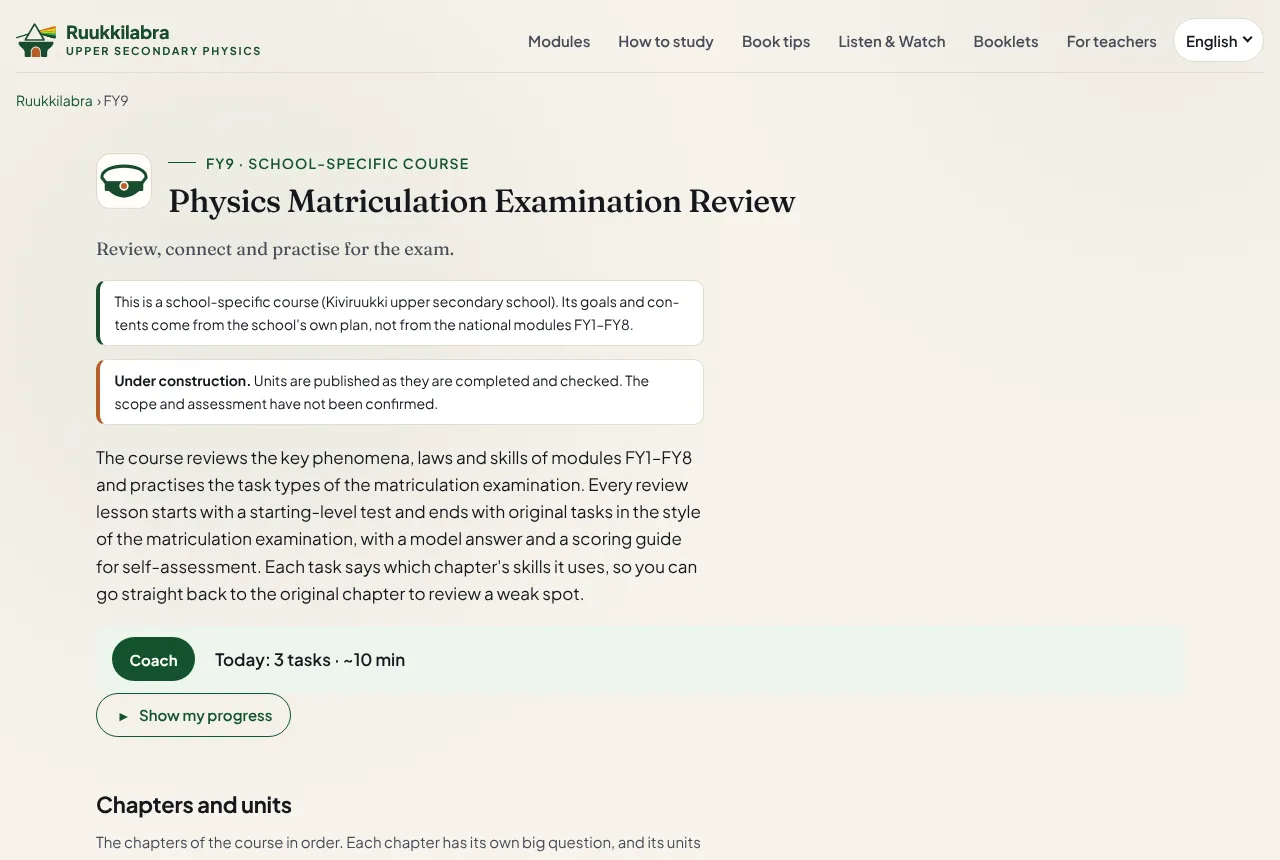 Ruukkilabra
UPPER SECONDARY PHYSICS
Modules How to study Book tips Listen & Watch Booklets For teachers English
Ruukkilabra › FY9
FY9 · SCHOOL-SPECIFIC COURSE
Physics Matriculation Examination Review
Review, connect and practise for the exam.
This is a school-specific course (Kiviruukki upper secondary school). Its goals and con-
tents come from the school's own plan, not from the national modules FY1–FY8.
Under construction. Units are published as they are completed and checked. The
scope and assessment have not been confirmed.
The course reviews the key phenomena, laws and skills of modules FY1–FY8
and practises the task types of the matriculation examination. Every review
lesson starts with a starting-level test and ends with original tasks in the style
of the matriculation examination, with a model answer and a scoring guide
for self-assessment. Each task says which chapter's skills it uses, so you can
go straight back to the original chapter to review a weak spot.
Coach Today: 3 tasks · ~10 min
► Show my progress
Chapters and units
The chapters of the course in order. Each chapter has its own big question, and its units